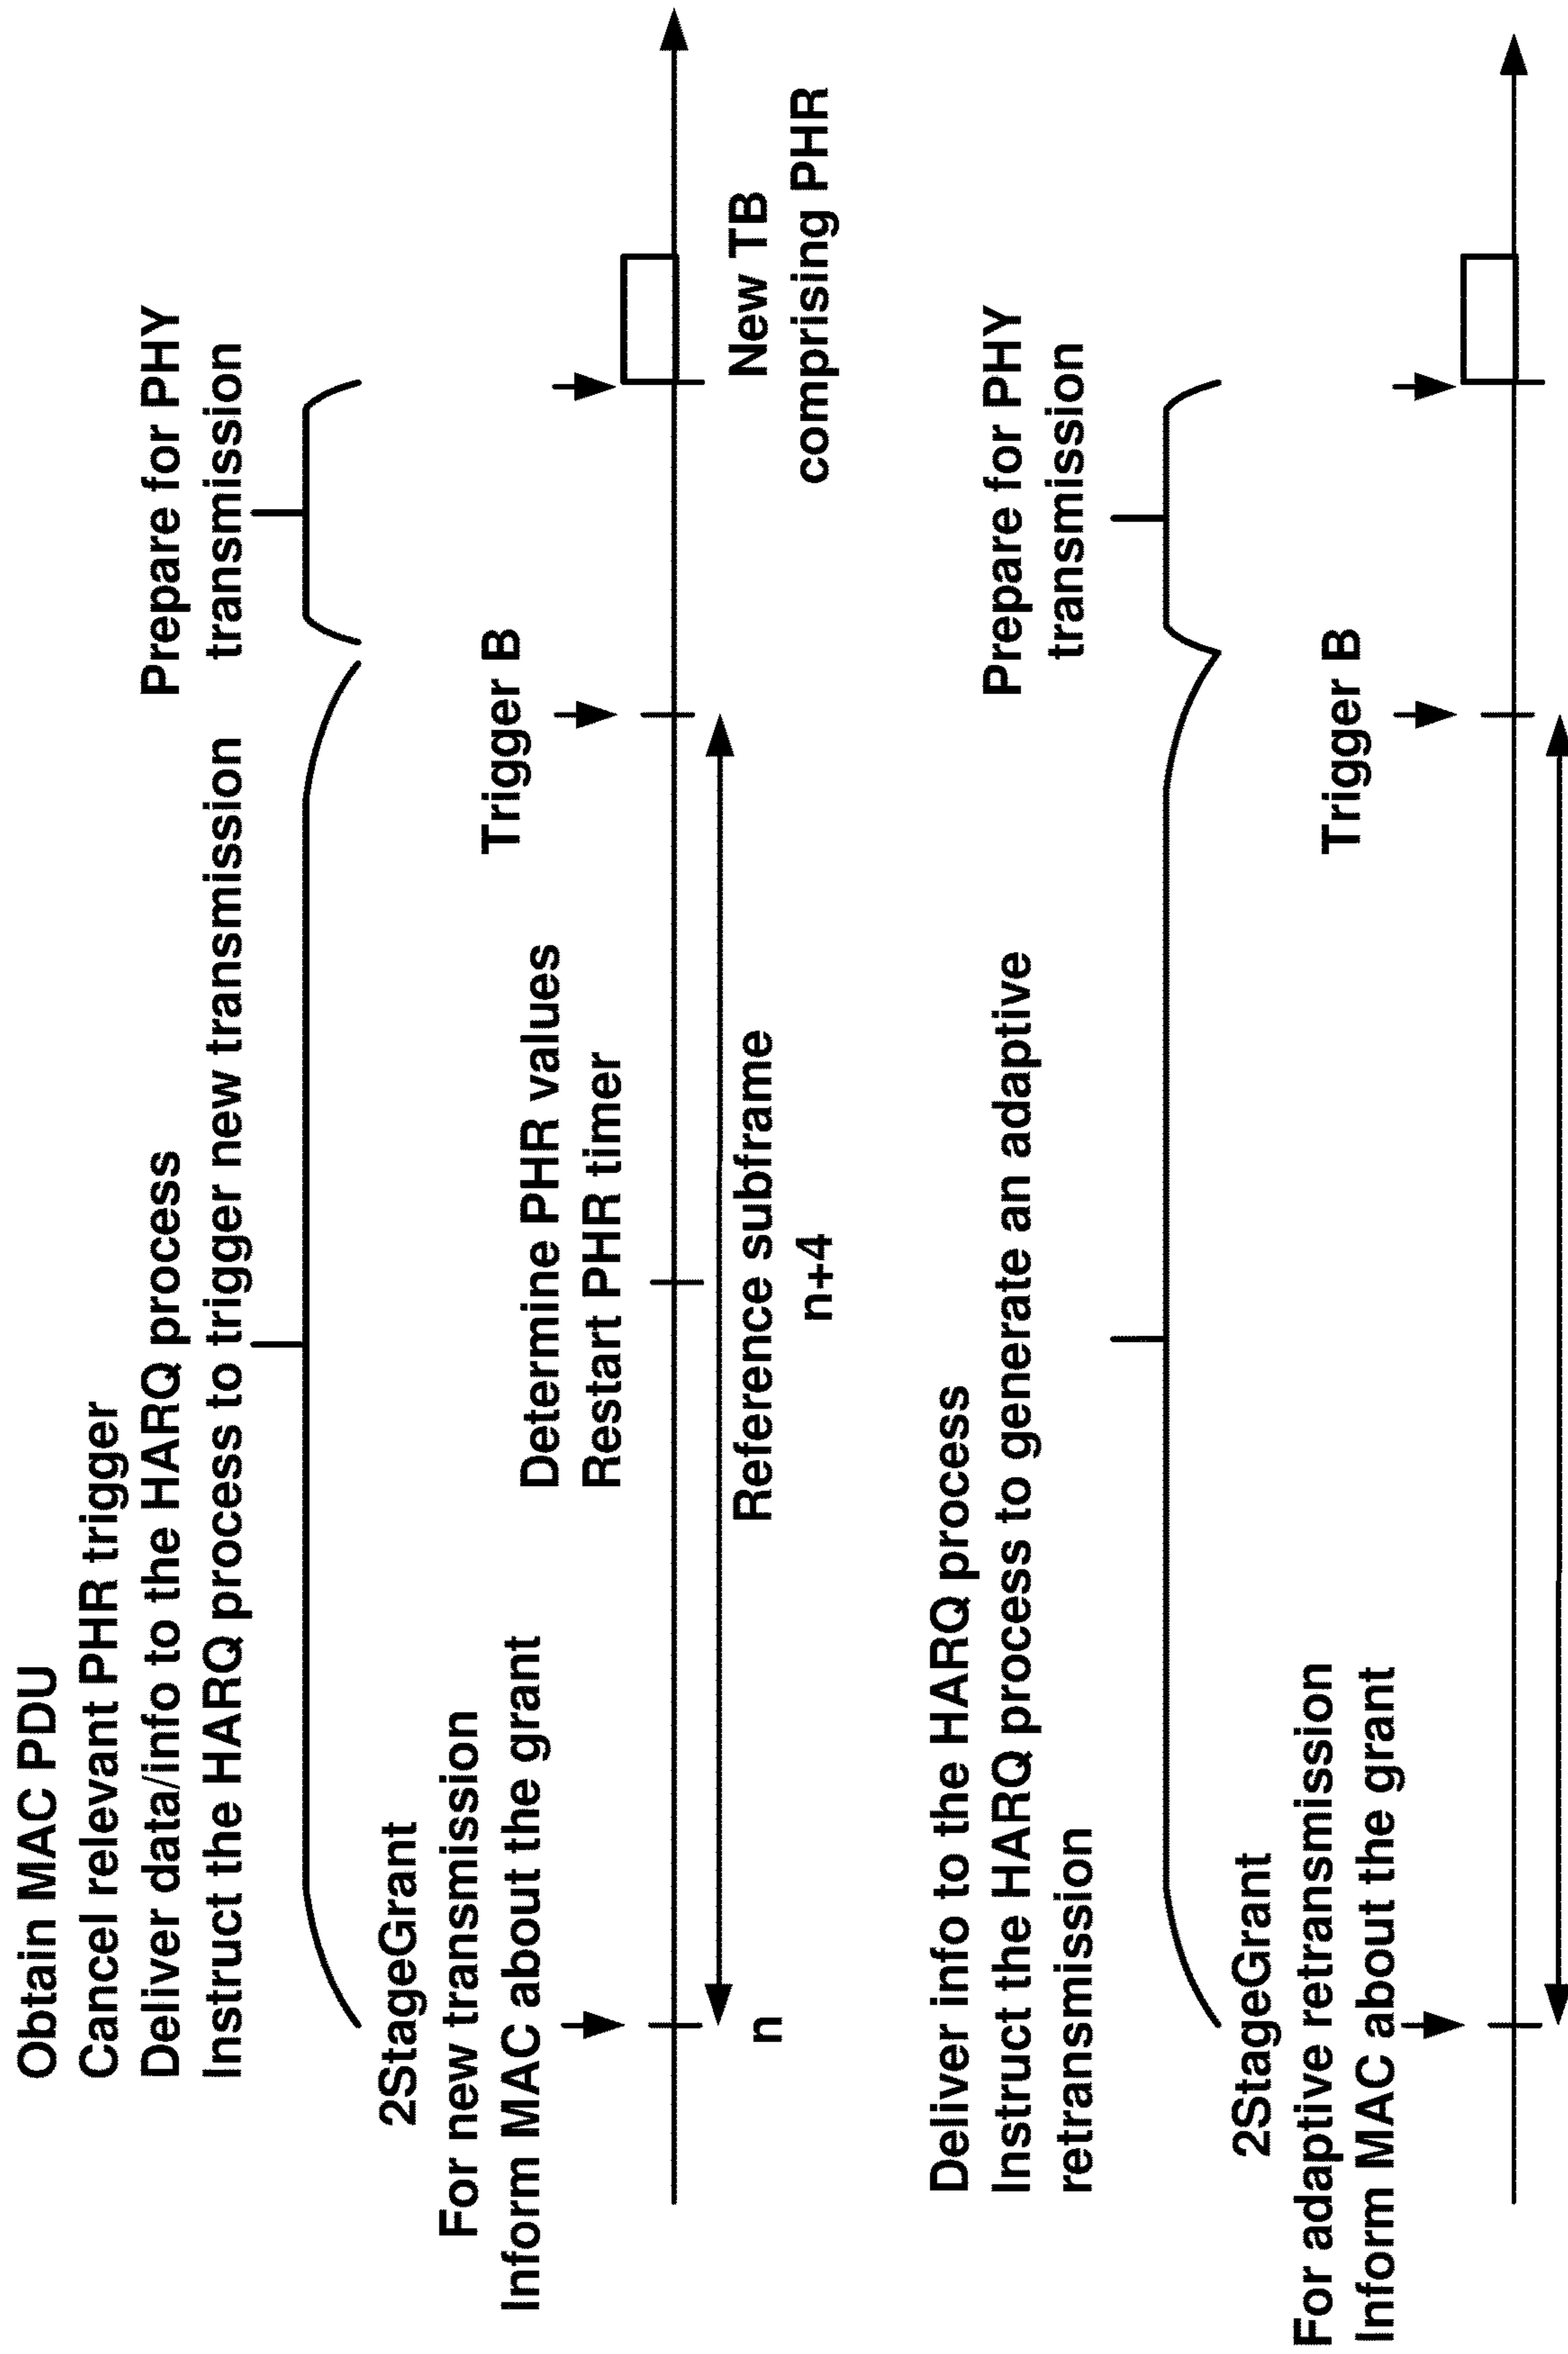 Obtain MAC PDU
Cancel relevant PHR trigger
Deliver data/info to the HARQ process
Instruct the HARQ process to trigger new transmission
Prepare for PHY
transmission
2StageGrant
For new transmission
Inform MAC about the grant
Determine PHR values
Restart PHR timer
Trigger B
n
Reference subframe
n+4
New TB
comprising PHR
Deliver info to the HARQ process
Instruct the HARQ process to generate an adaptive
retransmission
Prepare for PHY
transmission
2StageGrant
For adaptive retransmission
Inform MAC about the grant
Trigger B